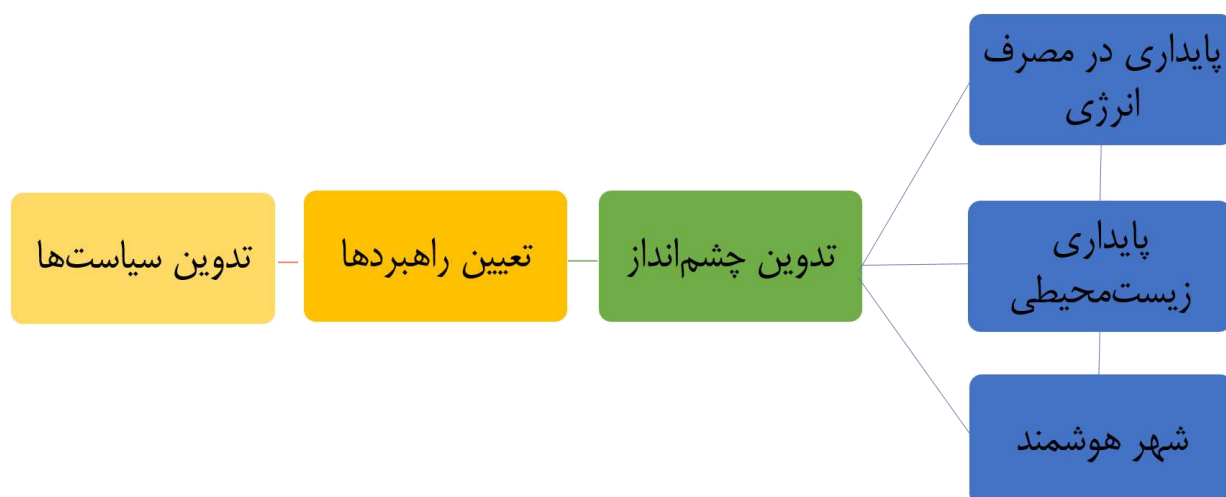 پایداری در مصرف
انرژی
پایداری
زیست‌محیطی
شهر هوشمند
تدوین چشم‌انداز
تعیین راهبردها
تدوین سیاست‌ها